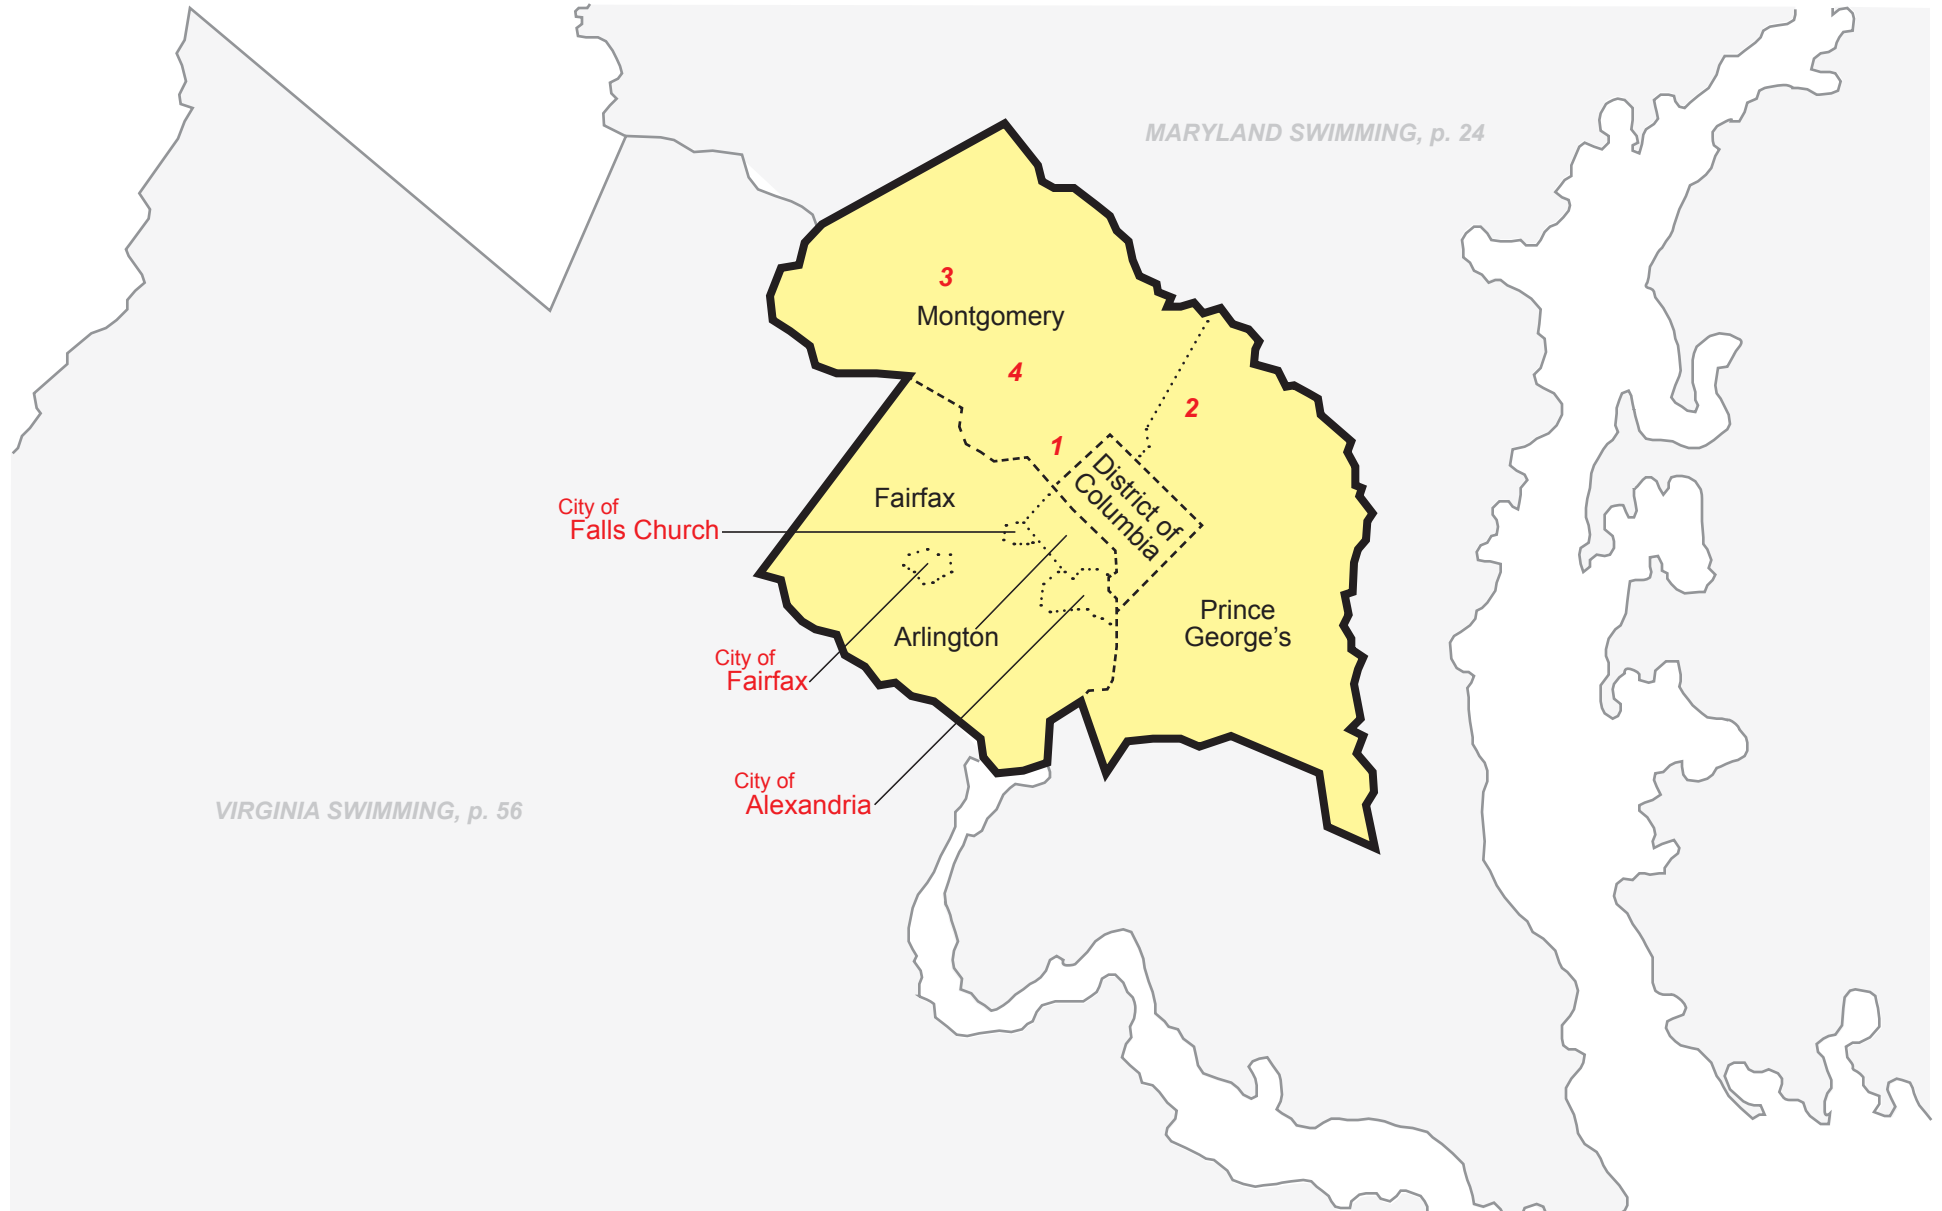 MARYLAND SWIMMING, p. 24
3
Montgomery
4
2
1
District of
Columbia
Fairfax
City of
Falls Church
Prince
George’s
Arlington
City of
Fairfax
City of
Alexandria
VIRGINIA SWIMMING, p. 56